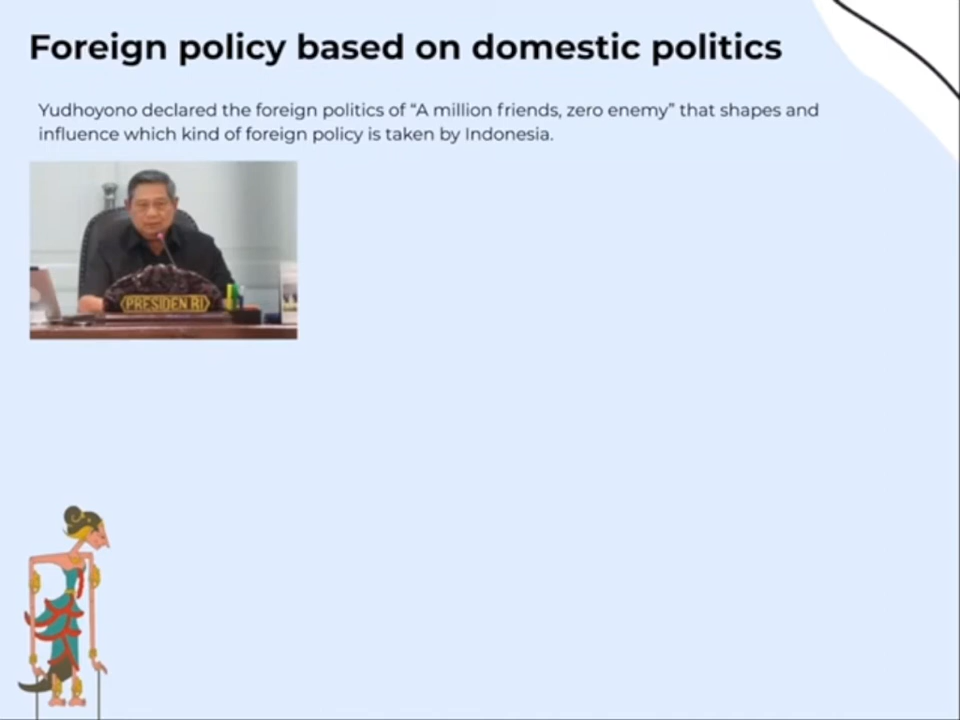 Foreign policy based on domestic politics
Yudhoyono declared the foreign politics of “A million friends, zero enemy” that shapes and
influence which kind of foreign policy is taken by Indonesia.
PRESIDEN RI